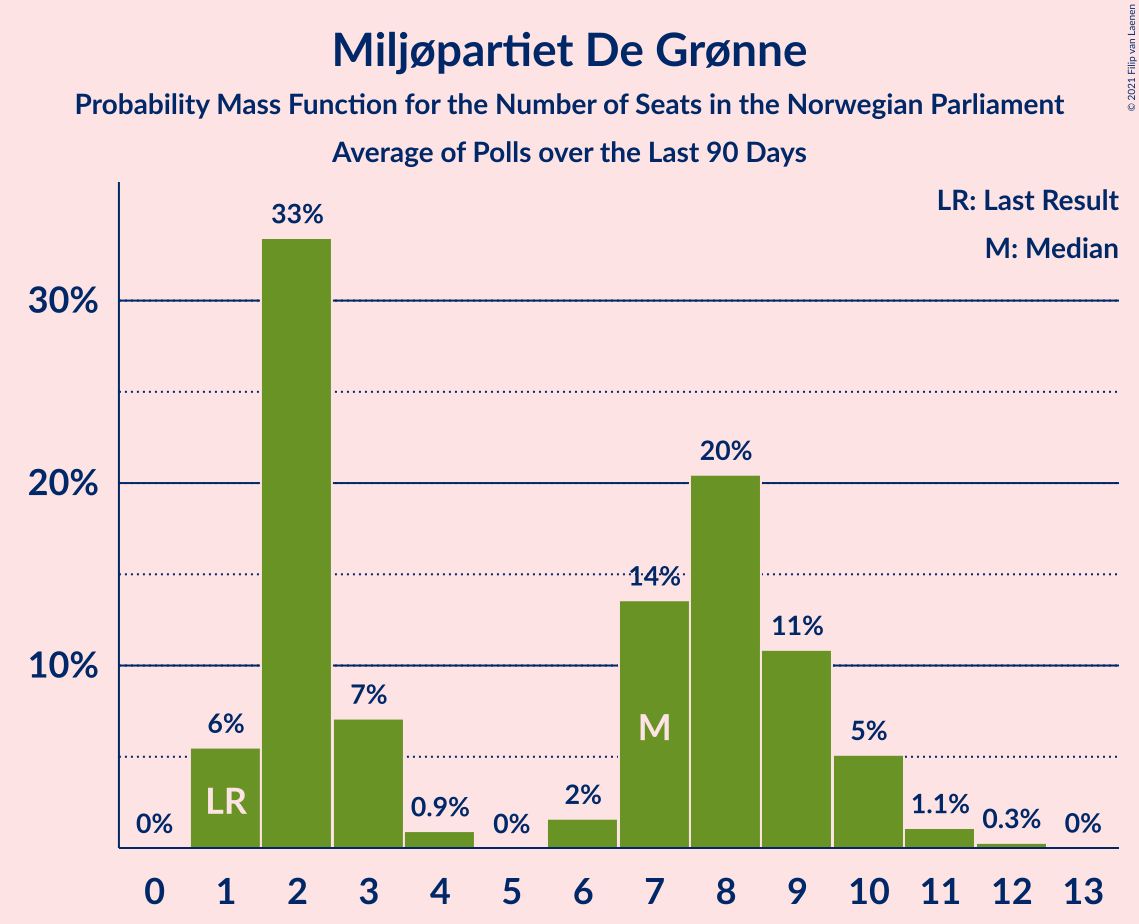 Miljøpartiet De Grønne
Probability Mass Function for the Number of Seats in the Norwegian Parliament
Average of Polls over the Last 90 Days
© 2021 Filip van Laenen
LR: Last Result
M: Median
33%
30%
20%
20%
14%
11%
10%
7%
6%
5%
M
2%
LR
0.9%
1.1%
0%
0%
0.3%
0%
0 1 2 3 4 5 6 7 8 9 10 11 12 13